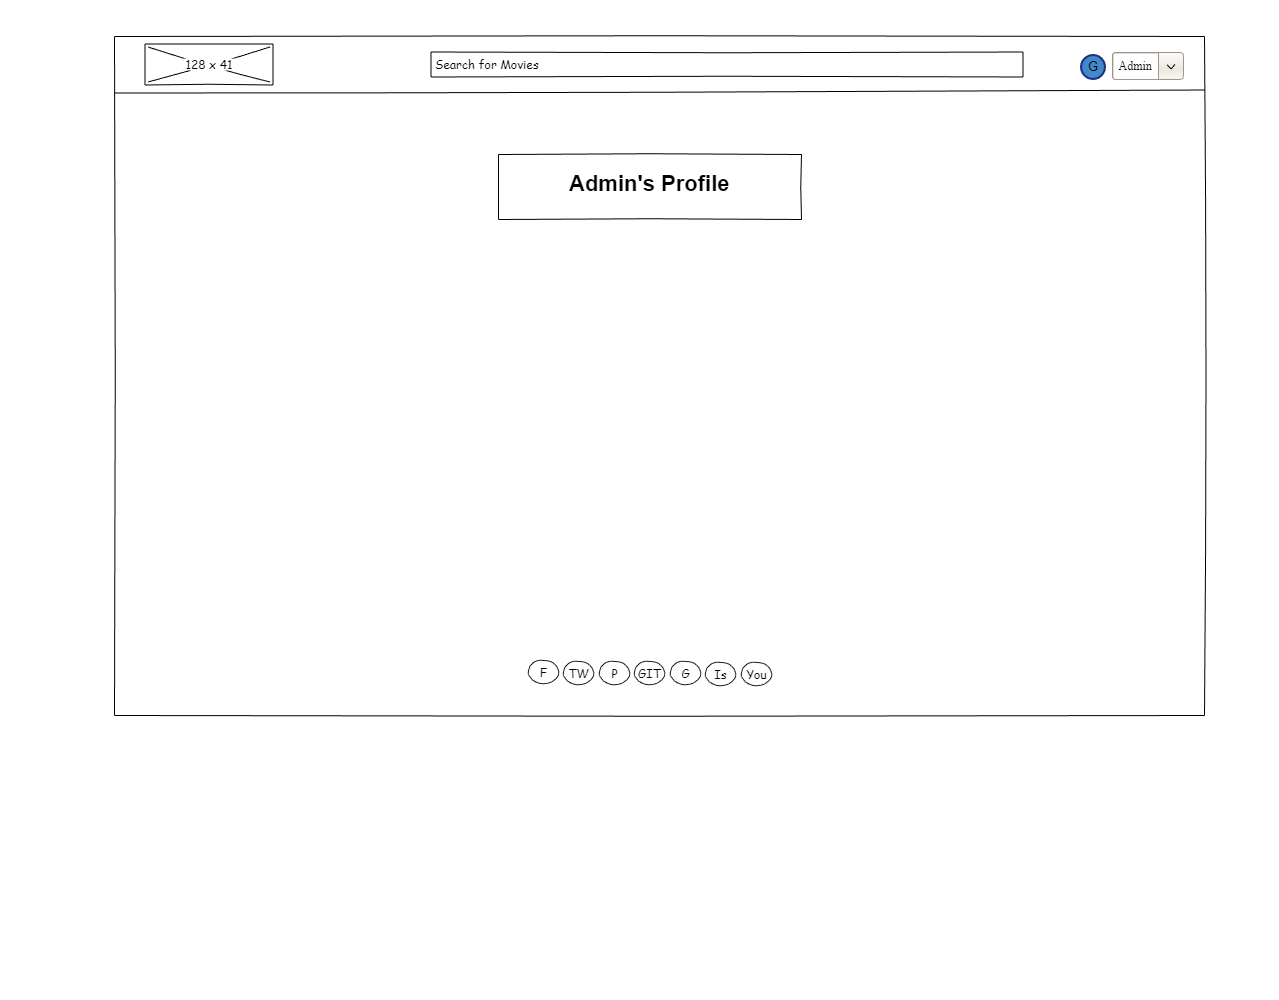 128 x 41
Search for Movies
G
Admin
Admin's Profile
F TW P GIT G Is You